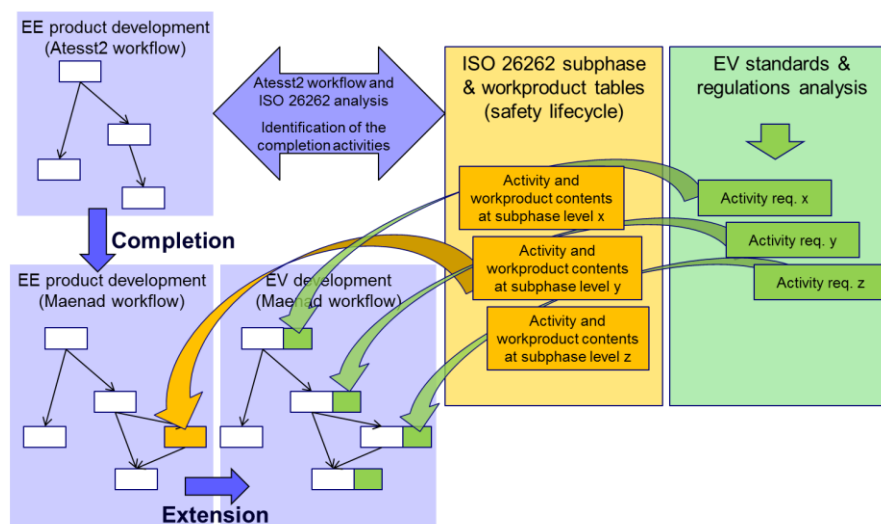 EE product development
(Atesst2 workflow)
Atesst2 workflow and
ISO 26262 analysis
Identification of the
completion activities
ISO 26262 subphase
& workproduct tables
(safety lifecycle)
EV standards &
regulations analysis
Activity and
workproduct contents
at subphase level x
Activity req. x
Completion
Activity and
workproduct contents
at subphase level y
Activity req. y
EE product development
(Maenad workflow)
EV development
(Maenad workflow)
Activity req. z
Activity and
workproduct contents
at subphase level z
Extension